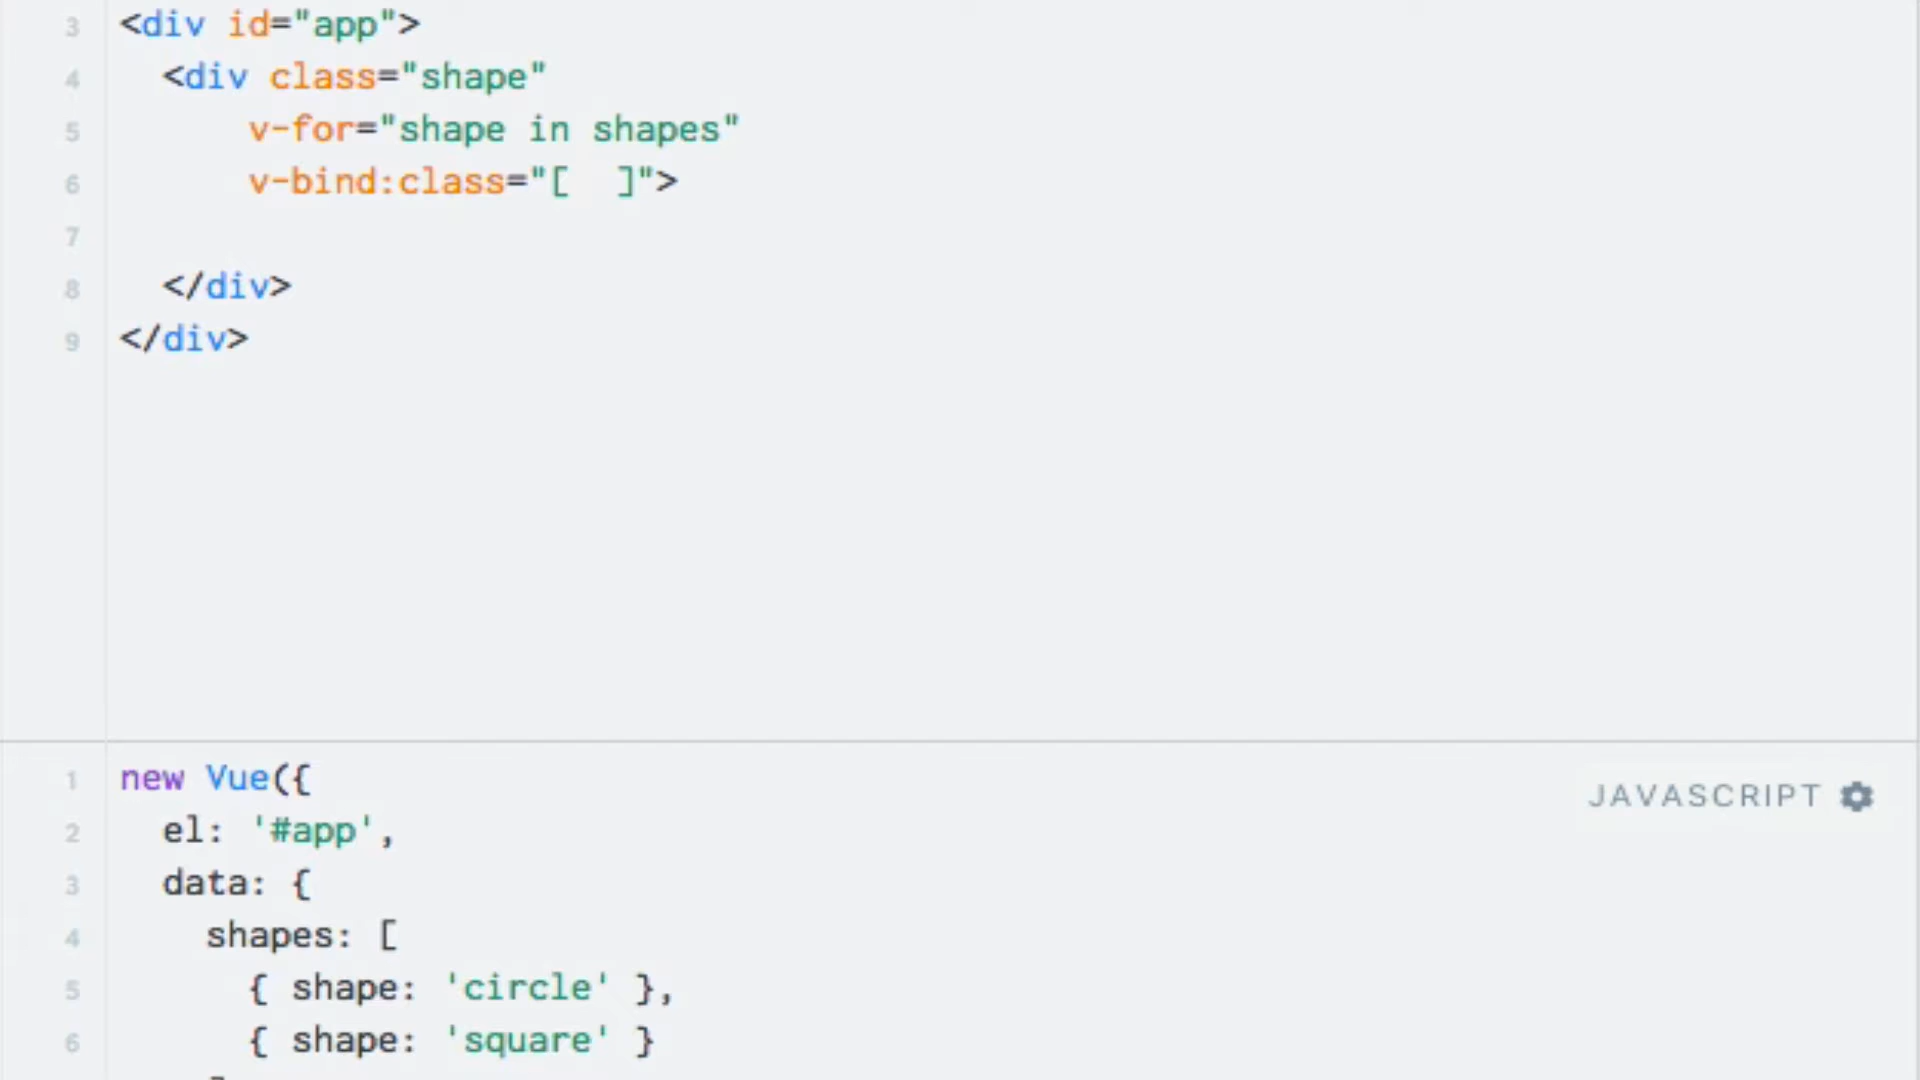 3 <div id="app">
4   <div class="shape"
5       v-for="shape in shapes"
6       v-bind:class="[  ]">
7
8   </div>
9 </div>
JAVASCRIPT
1 new Vue({
2   el: '#app',
3   data: {
4     shapes: [
5       { shape: 'circle' },
6       { shape: 'square' }